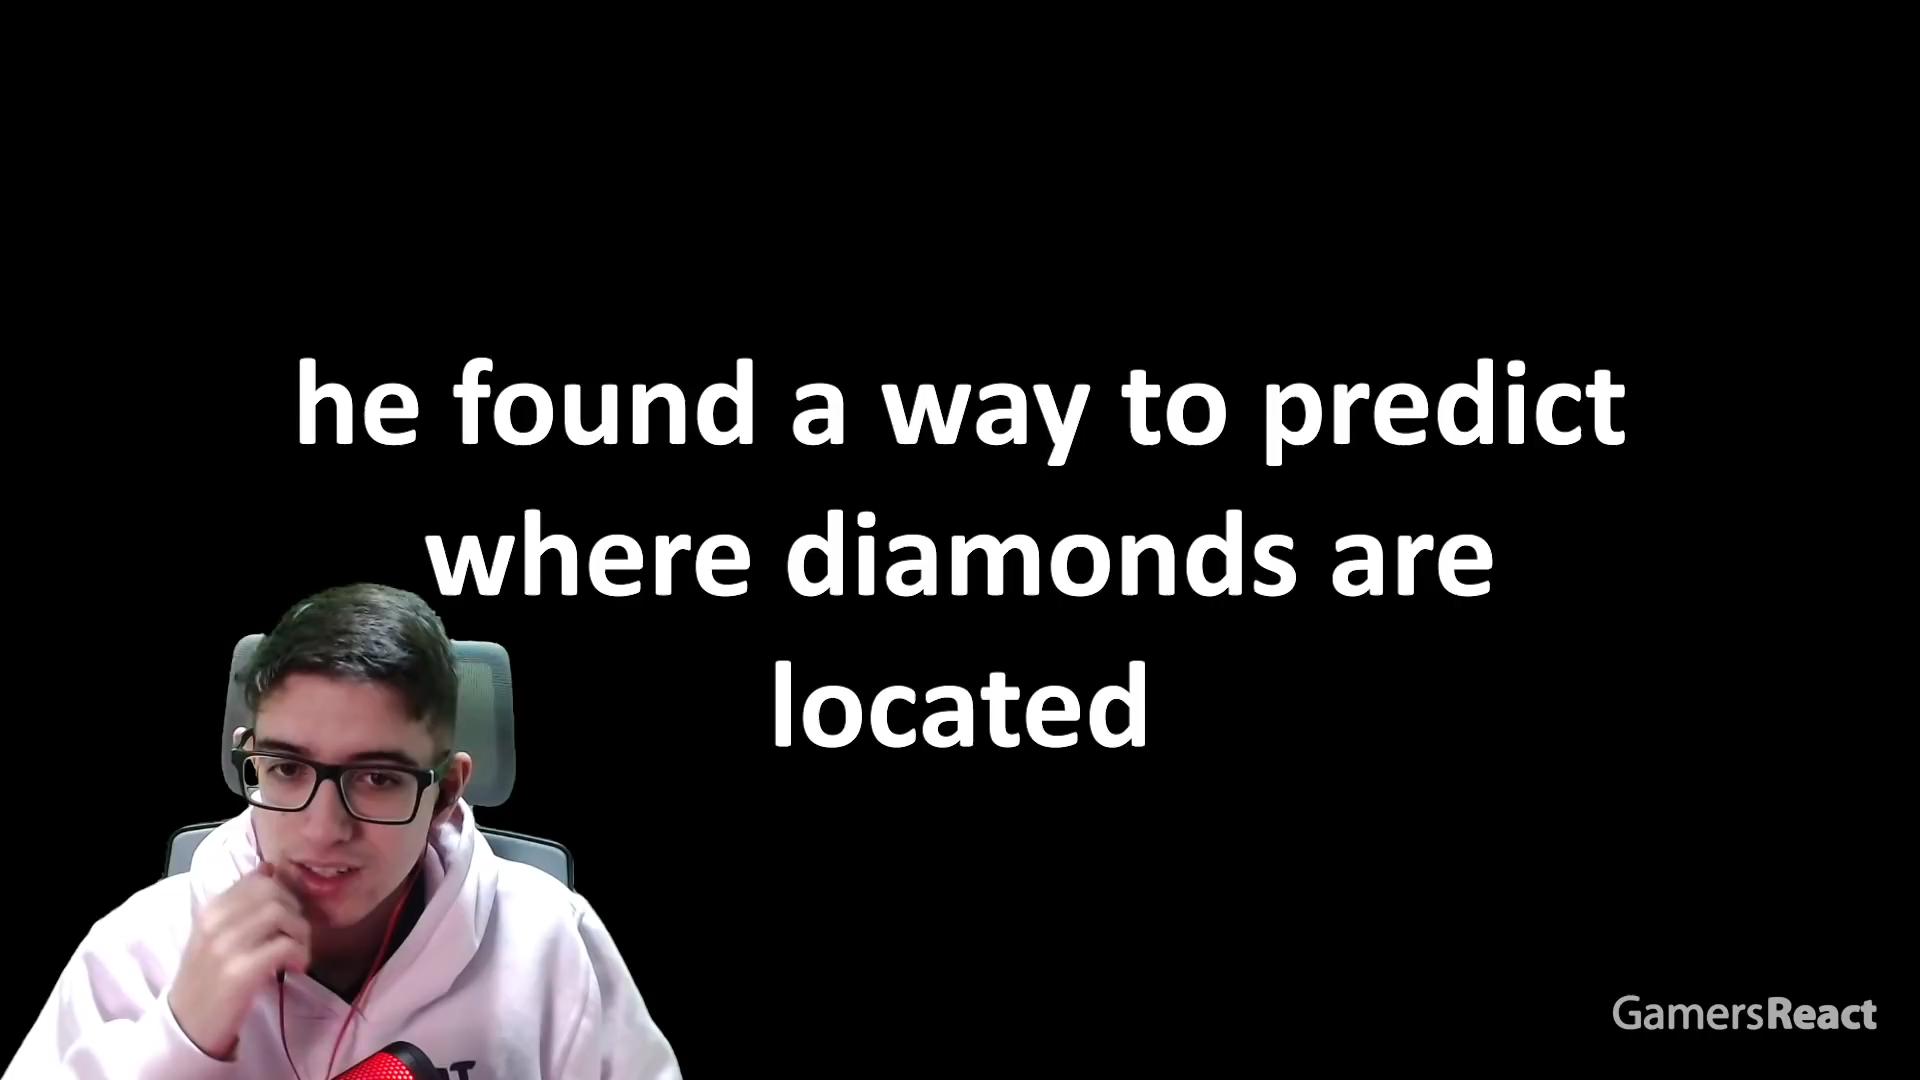 he found a way to predict
where diamonds are
located
GamersReact